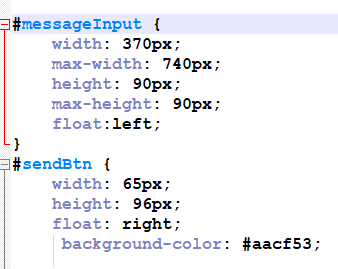 #messageInput {
    width: 370px;
    max-width: 740px;
    height: 90px;
    max-height: 90px;
    float:left;
}
#sendBtn {
    width: 65px;
    height: 96px;
    float: right;
     background-color: #aacf53;